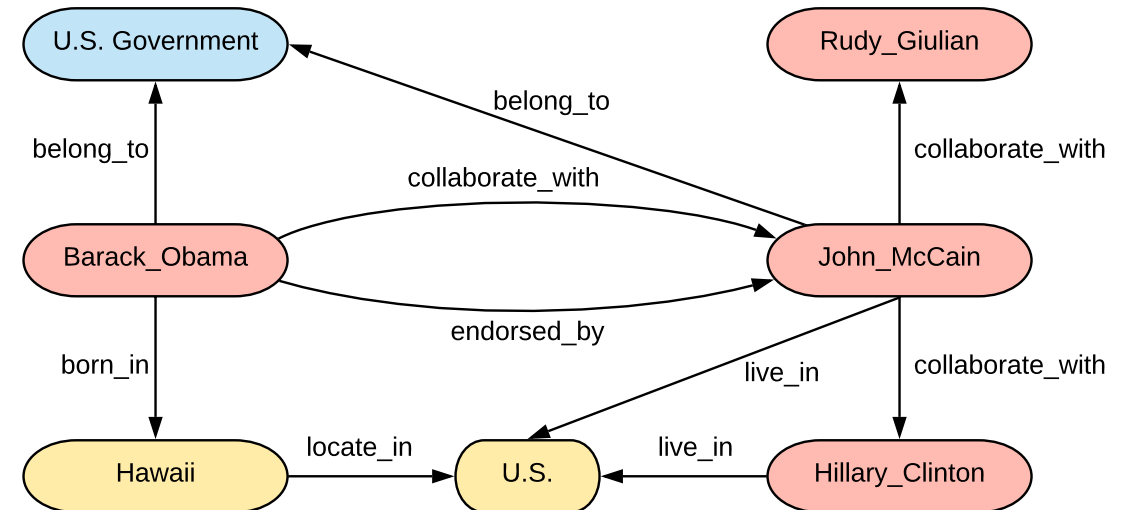 U.S. Government
Rudy_Giulian
belong_to
belong_to
collaborate_with
collaborate_with
Barack_Obama
John_McCain
endorsed_by
born_in
live_in
collaborate_with
locate_in
live_in
Hawaii
U.S.
Hillary_Clinton